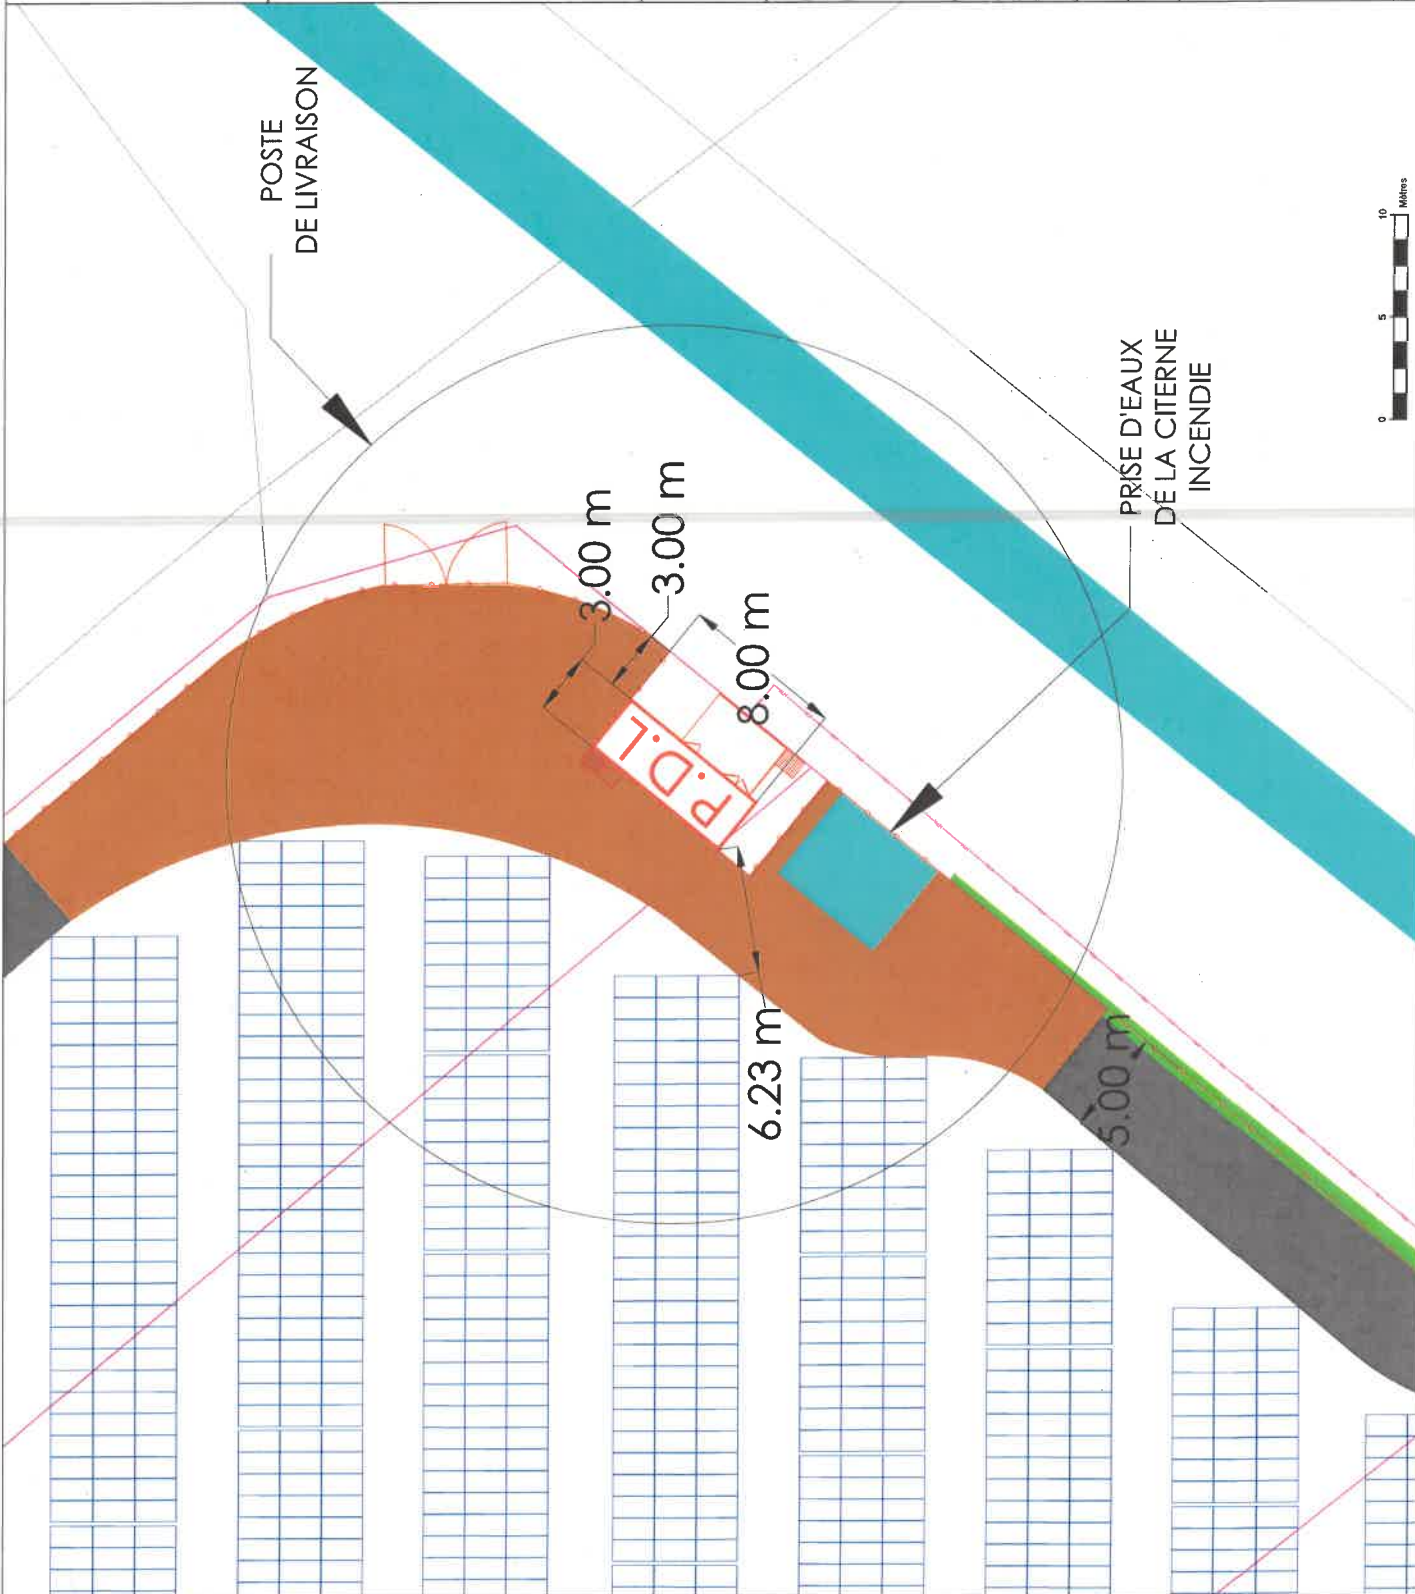 POSTE
DE LIVRAISON
3.00 m
3.00 m
8.00 m
P.D.L
6.23 m
5.00 m
PRISE D'EAUX
DE LA CITERNE
INCENDIE
0
5
10
Mètres